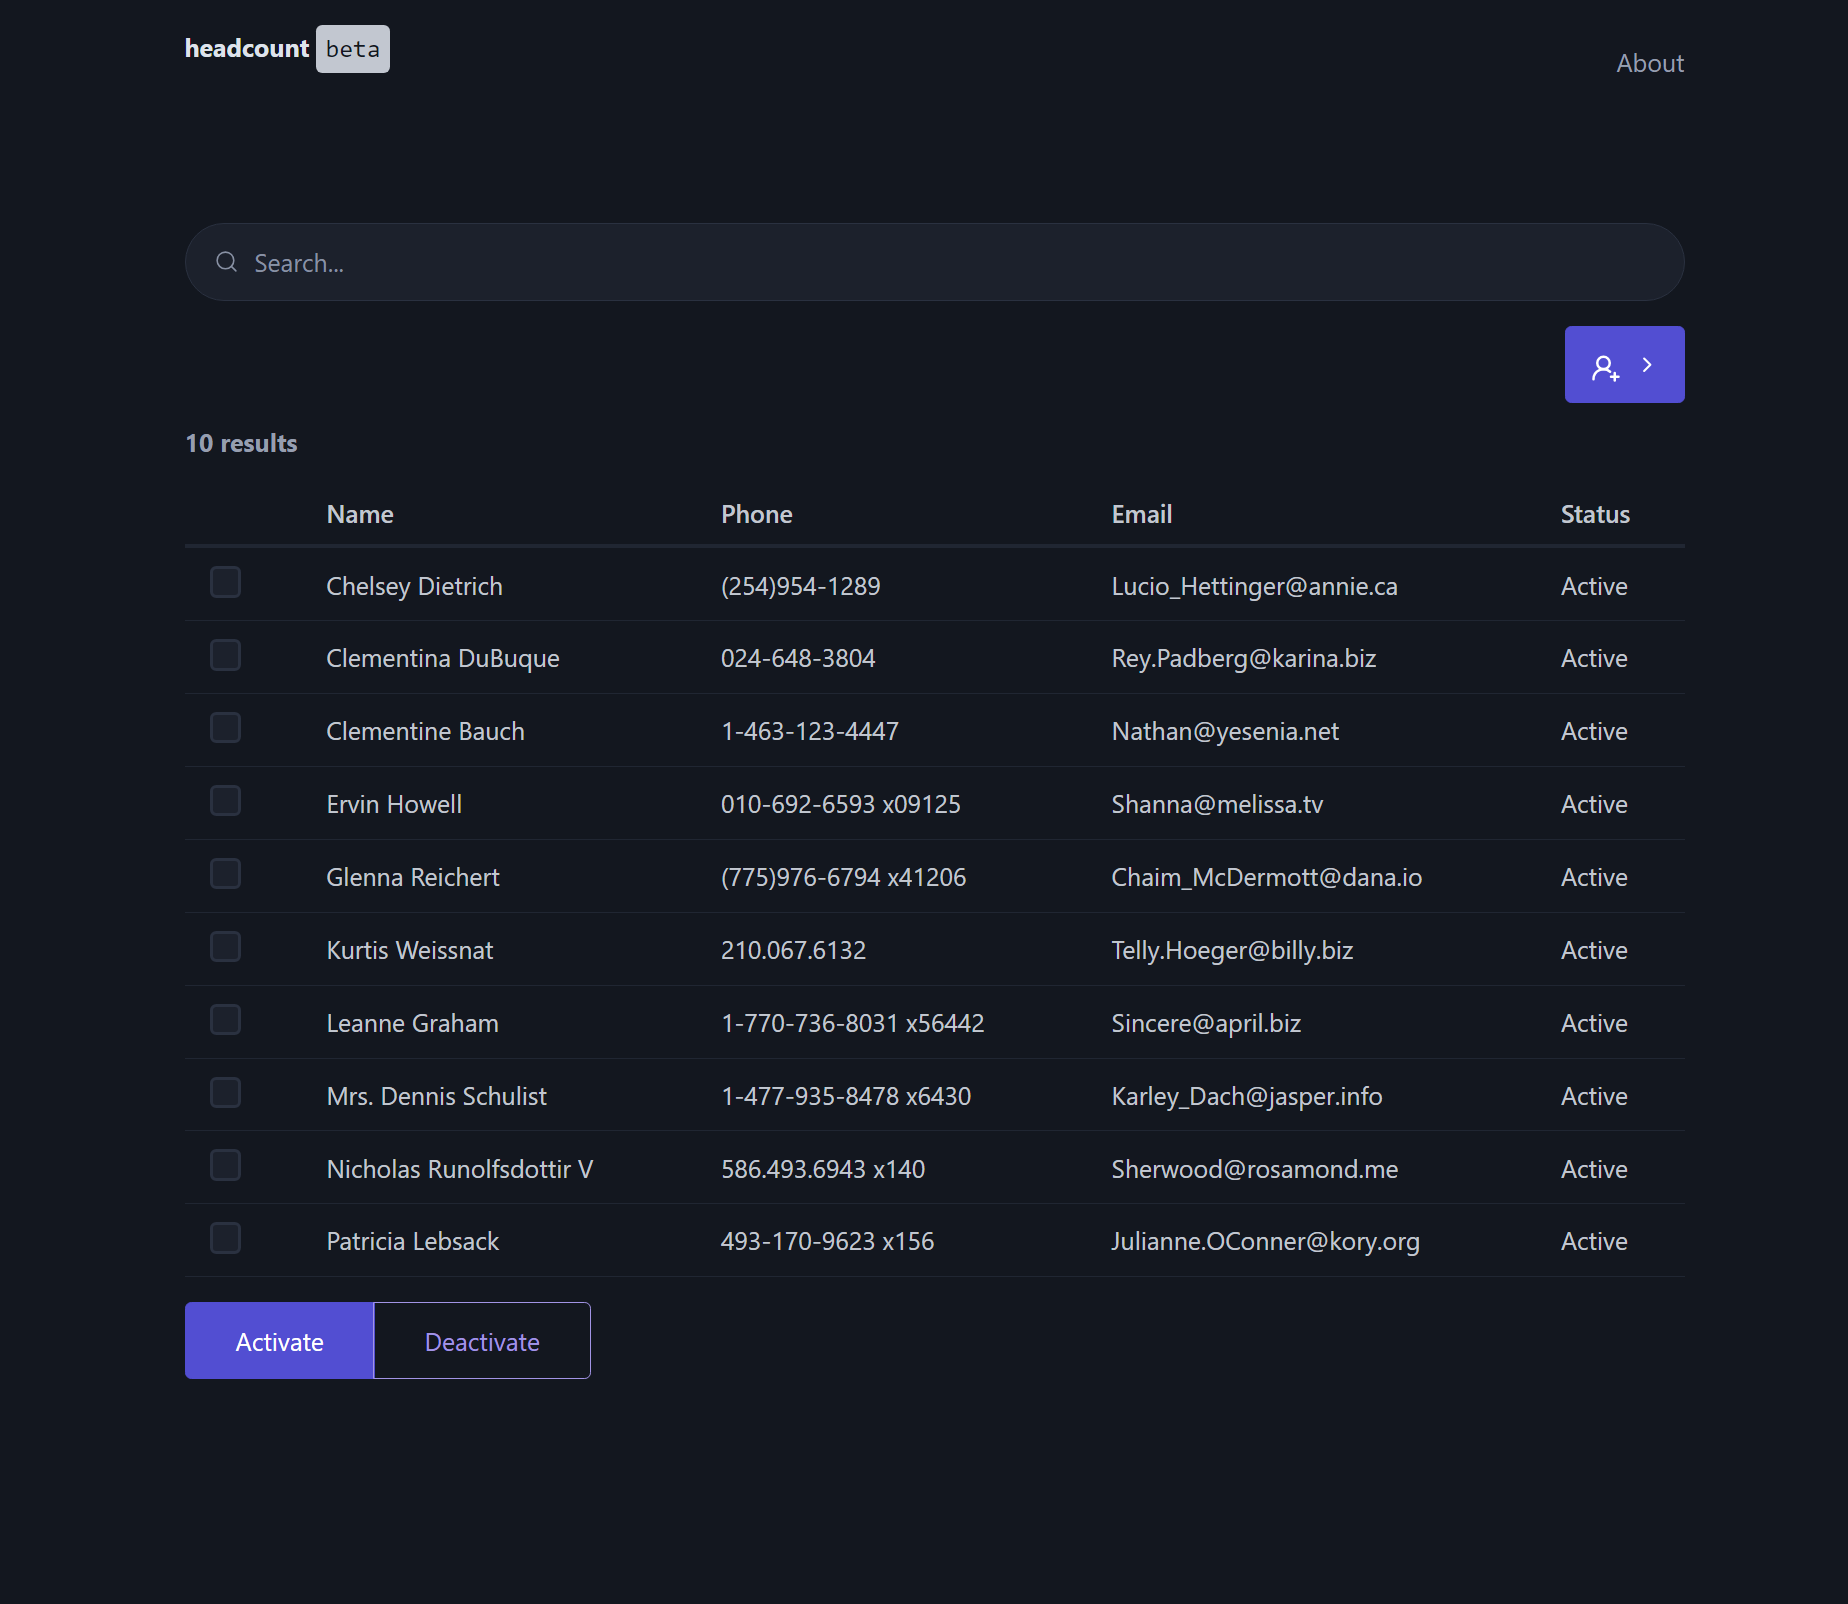 headcount beta
About
Search...
10 results
Name Phone Email Status
Chelsey Dietrich (254)954-1289 Lucio_Hettinger@annie.ca Active
Clementina DuBuque 024-648-3804 Rey.Padberg@karina.biz Active
Clementine Bauch 1-463-123-4447 Nathan@yesenia.net Active
Ervin Howell 010-692-6593 x09125 Shanna@melissa.tv Active
Glenna Reichert (775)976-6794 x41206 Chaim_McDermott@dana.io Active
Kurtis Weissnat 210.067.6132 Telly.Hoeger@billy.biz Active
Leanne Graham 1-770-736-8031 x56442 Sincere@april.biz Active
Mrs. Dennis Schulist 1-477-935-8478 x6430 Karley_Dach@jasper.info Active
Nicholas Runolfsdottir V 586.493.6943 x140 Sherwood@rosamond.me Active
Patricia Lebsack 493-170-9623 x156 Julianne.OConner@kory.org Active
Activate Deactivate